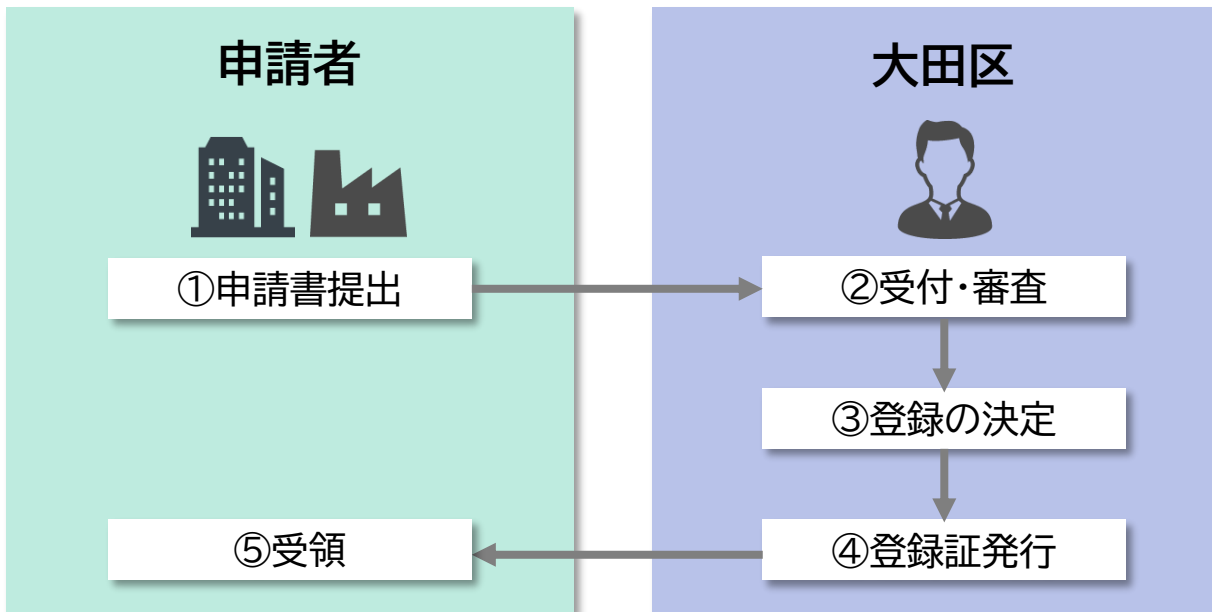 申請者
大田区
①申請書提出
②受付・審査
③登録の決定
④登録証発行
⑤受領